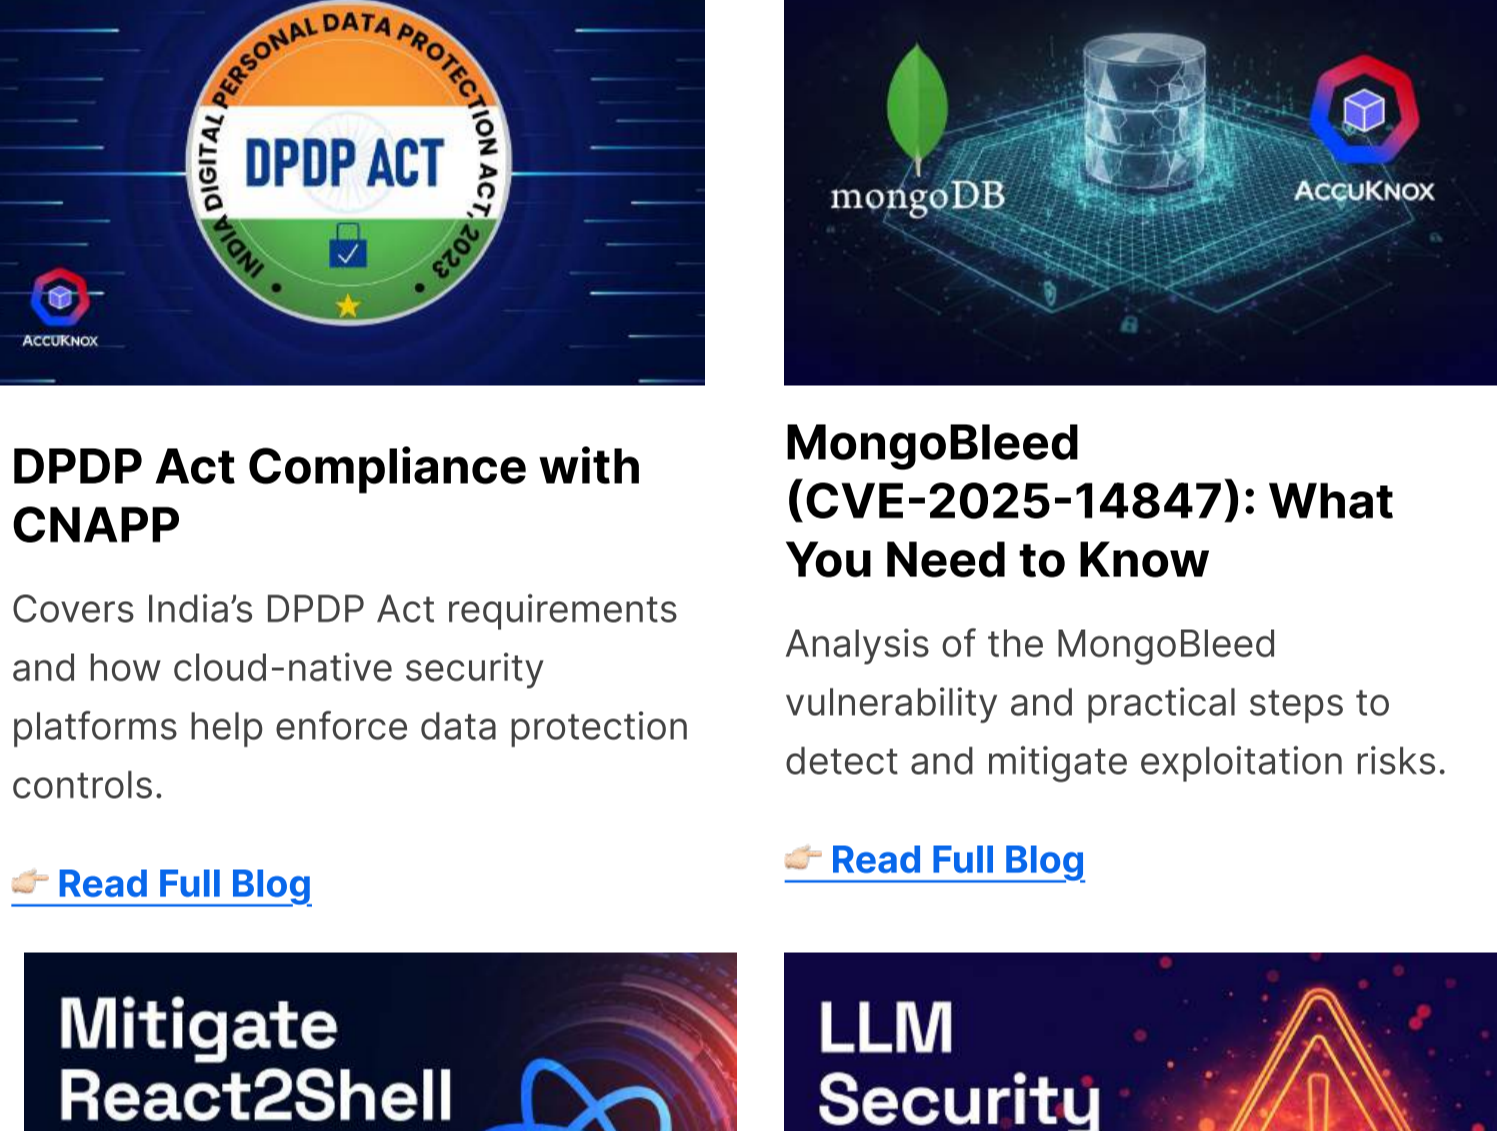 INDIA DIGITAL PERSONAL DATA PROTECTION ACT, 2023
DPDP ACT
ACCUKNOX
DPDP Act Compliance with
CNAPP
Covers India’s DPDP Act requirements
and how cloud-native security
platforms help enforce data protection
controls.
👉🏻 Read Full Blog
mongoDB
ACCUKNOX
MongoBleed
(CVE-2025-14847): What
You Need to Know
Analysis of the MongoBleed
vulnerability and practical steps to
detect and mitigate exploitation risks.
👉🏻 Read Full Blog
Mitigate
React2Shell
LLM
Security